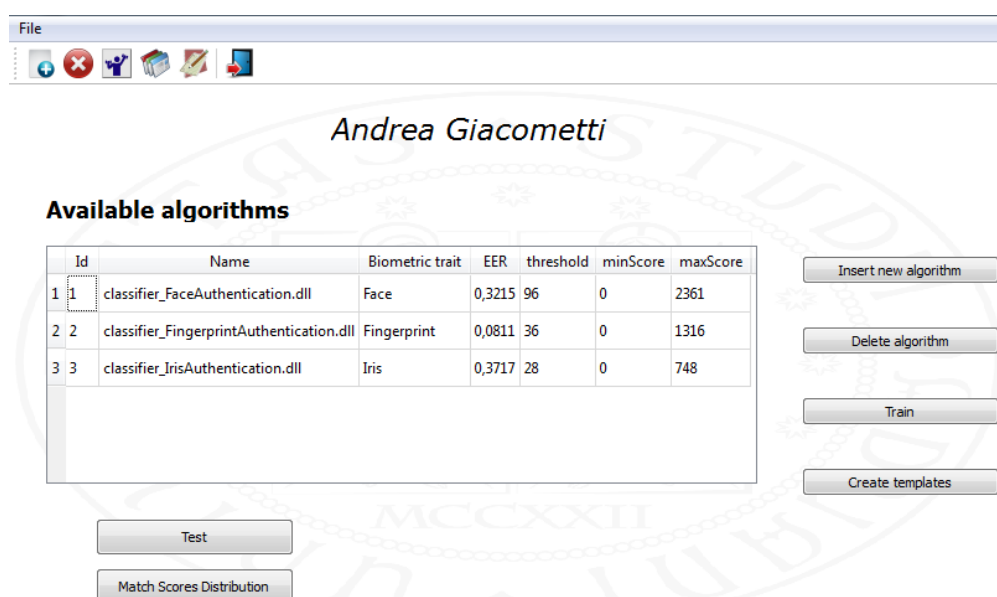 File
Andrea Giacometti
Available algorithms
Id Name Biometric trait EER threshold minScore maxScore
1 1 classifier_FaceAuthentication.dll Face 0,3215 96 0 2361
2 2 classifier_FingerprintAuthentication.dll Fingerprint 0,0811 36 0 1316
3 3 classifier_IrisAuthentication.dll Iris 0,3717 28 0 748
Insert new algorithm
Delete algorithm
Train
Create templates
MCCXXII
Test
Match Scores Distribution